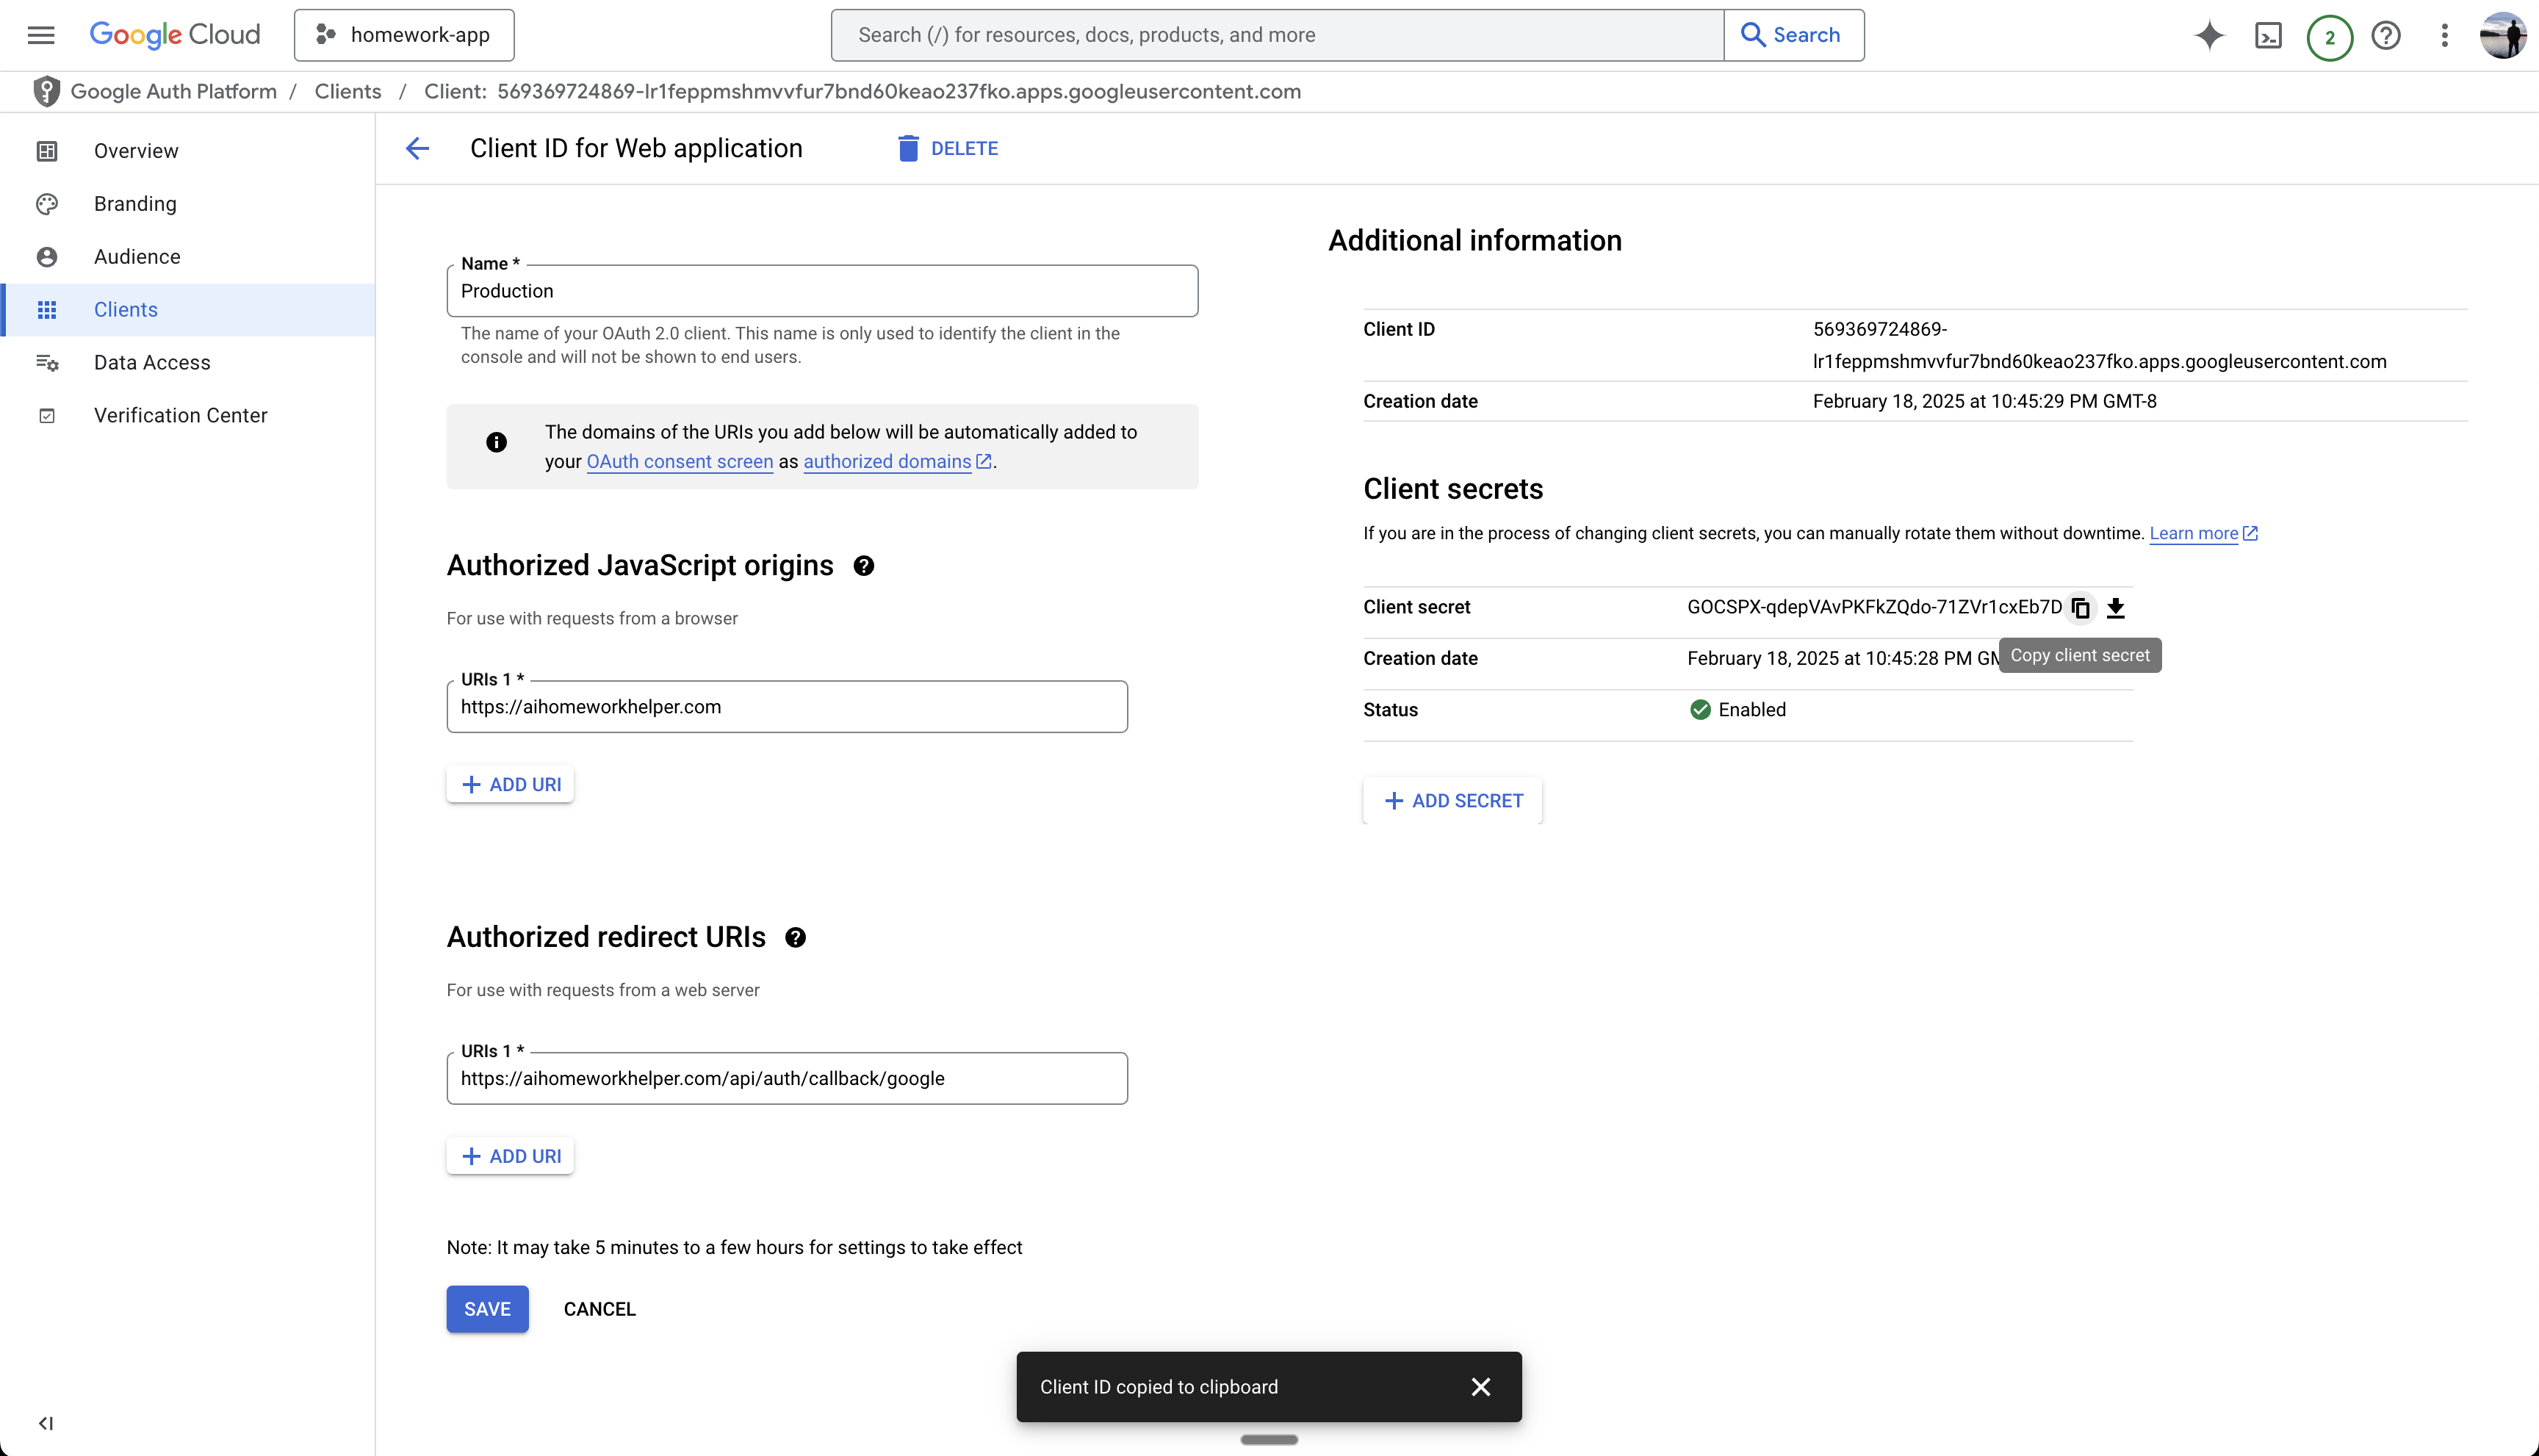 Google Cloud
homework-app
Search (/) for resources, docs, products, and more
Search
2
Google Auth Platform / Clients / Client: 569369724869-lr1feppmshmvvfur7bnd60keao237fko.apps.googleusercontent.com
Overview
Branding
Audience
Clients
Data Access
Verification Center
Client ID for Web application
DELETE
Name *
Production
The name of your OAuth 2.0 client. This name is only used to identify the client in the
console and will not be shown to end users.
The domains of the URIs you add below will be automatically added to
your OAuth consent screen as authorized domains.
Authorized JavaScript origins
For use with requests from a browser
URIs 1 *
https://aihomeworkhelper.com
+ ADD URI
Authorized redirect URIs
For use with requests from a web server
URIs 1 *
https://aihomeworkhelper.com/api/auth/callback/google
+ ADD URI
Note: It may take 5 minutes to a few hours for settings to take effect
SAVE
CANCEL
Additional information
Client ID
569369724869-
lr1feppmshmvvfur7bnd60keao237fko.apps.googleusercontent.com
Creation date
February 18, 2025 at 10:45:29 PM GMT-8
Client secrets
If you are in the process of changing client secrets, you can manually rotate them without downtime. Learn more
Client secret
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
Copy client secret
Creation date
February 18, 2025 at 10:45:28 PM
Status
Enabled
+ ADD SECRET
Client ID copied to clipboard